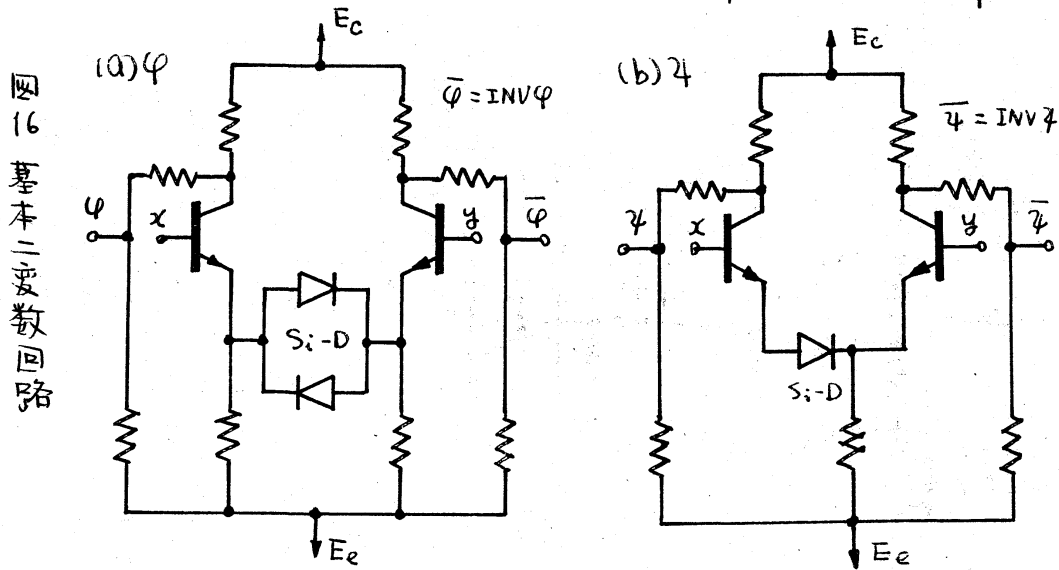 図16 基本二変数回路
(a) φ
Ec
φ̄ = INVφ
φ
x
y
φ̄
Si-D
Ee
(b) ψ
Ec
ψ̄ = INVψ
ψ
x
y
ψ̄
Si-D
Ee